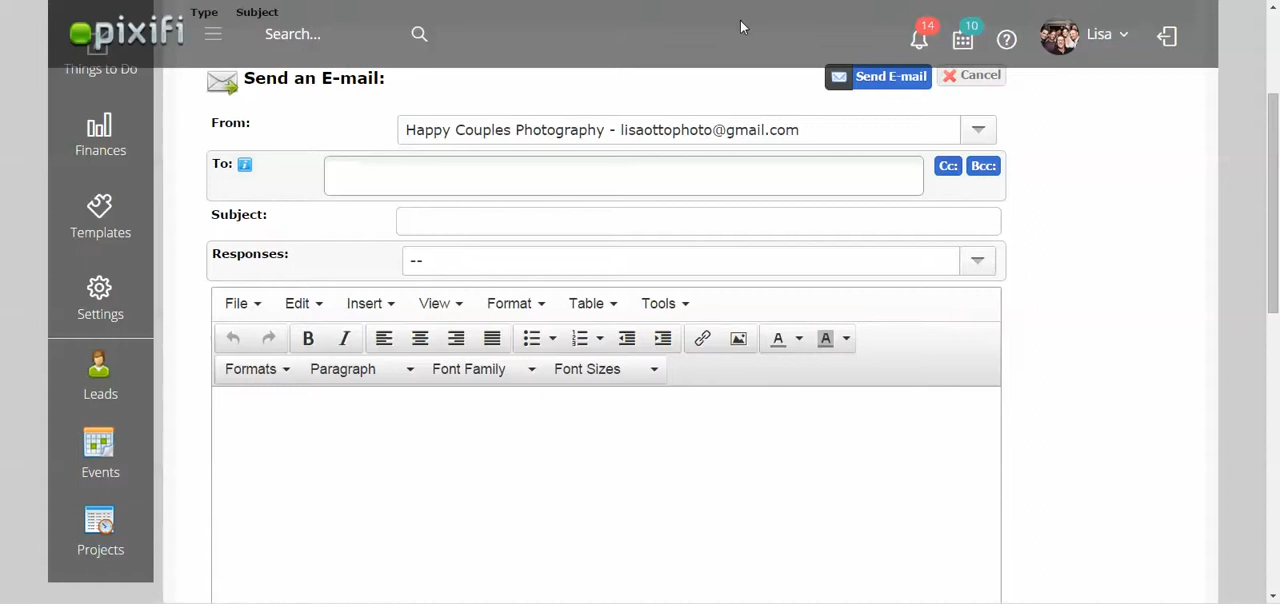 Type Subject
pixifi
Search...
14
10
Lisa
Things to Do
Finances
Templates
Settings
Leads
Events
Projects
Send an E-mail:
Send E-mail
Cancel
From:
Happy Couples Photography - lisaottophoto@gmail.com
To:
Cc:
Bcc:
Subject:
Responses:
--
File Edit Insert View Format Table Tools
B I A A
Formats Paragraph Font Family Font Sizes